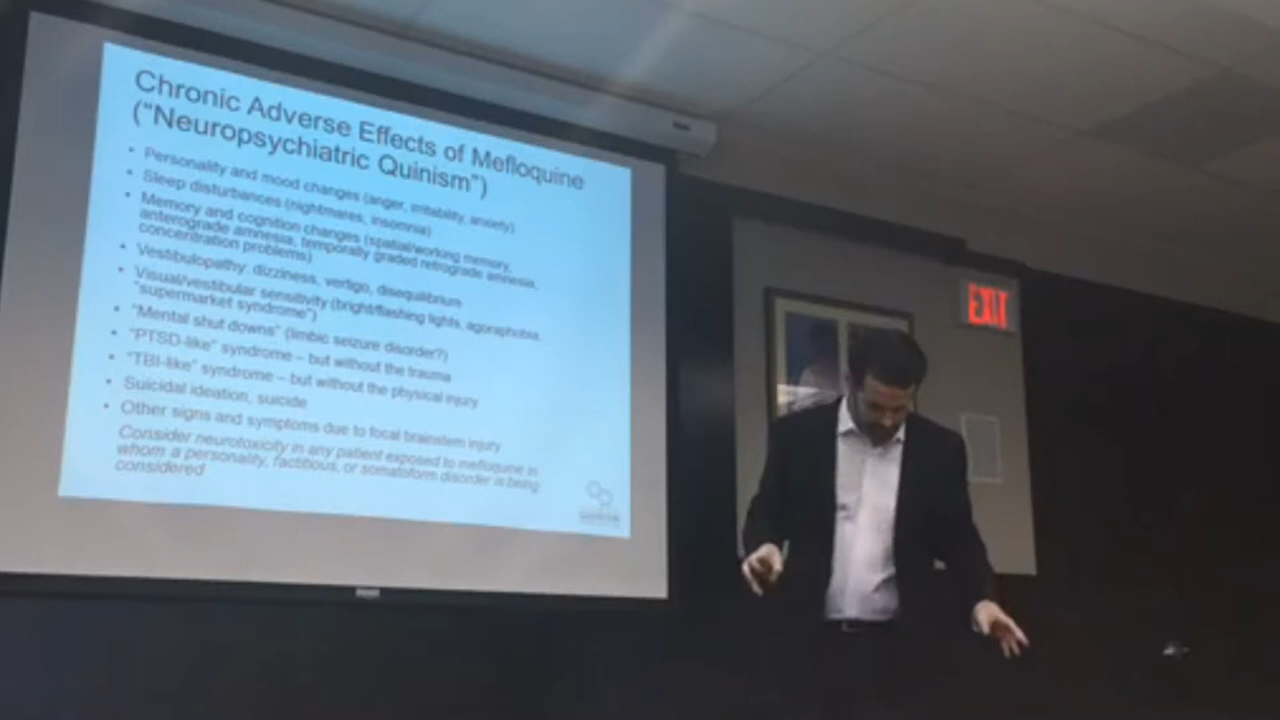 Chronic Adverse Effects of Mefloquine
("Neuropsychiatric Quinism")
• Personality and mood changes (anger, irritability, anxiety)
• Sleep disturbances (nightmares, insomnia)
• Memory and cognition changes (spatial/working memory,
anterograde amnesia, temporally graded retrograde amnesia,
concentration problems)
• Vestibulopathy: dizziness, vertigo, disequilibrium
• Visual/vestibular sensitivity (bright/flashing lights, agoraphobia,
"supermarket syndrome")
• "Mental shut downs" (limbic seizure disorder?)
• "PTSD-like" syndrome – but without the trauma
• "TBI-like" syndrome – but without the physical injury
• Suicidal ideation, suicide
• Other signs and symptoms due to focal brainstem injury
Consider neurotoxicity in any patient exposed to mefloquine in
whom a personality, factitious, or somatoform disorder is being
considered
EXIT